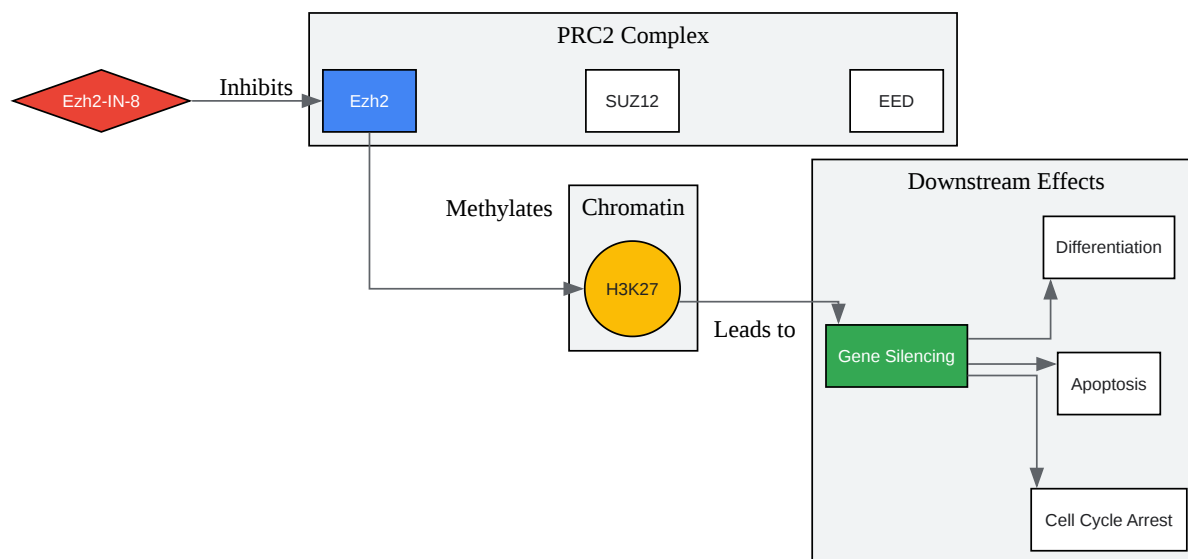 PRC2 Complex
Ezh2-IN-8
Inhibits
Ezh2
SUZ12
EED
Methylates
Chromatin
H3K27
Leads to
Downstream Effects
Differentiation
Gene Silencing
Apoptosis
Cell Cycle Arrest